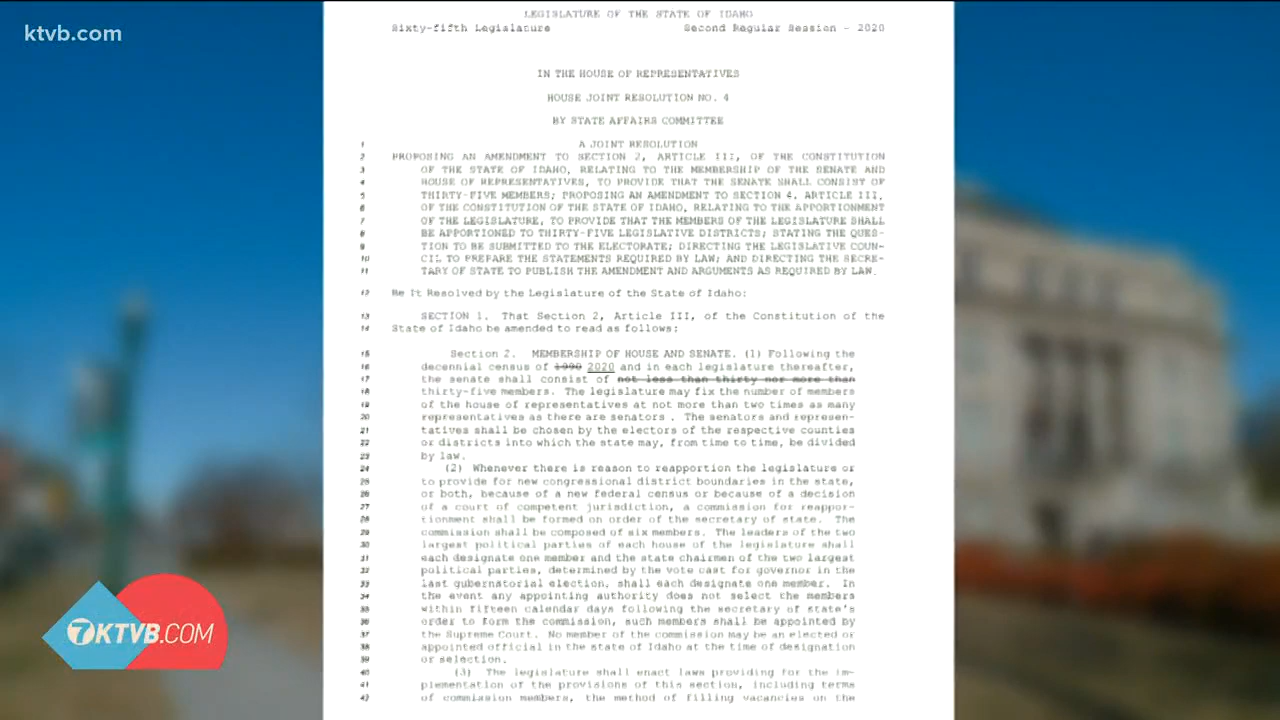 ktvb.com
LEGISLATURE OF THE STATE OF IDAHO
Sixty-fifth Legislature Second Regular Session - 2020
IN THE HOUSE OF REPRESENTATIVES
HOUSE JOINT RESOLUTION NO. 4
BY STATE AFFAIRS COMMITTEE
1 A JOINT RESOLUTION
2 PROPOSING AN AMENDMENT TO SECTION 2, ARTICLE III, OF THE CONSTITUTION
3 OF THE STATE OF IDAHO, RELATING TO THE MEMBERSHIP OF THE SENATE AND
4 HOUSE OF REPRESENTATIVES, TO PROVIDE THAT THE SENATE SHALL CONSIST OF
5 THIRTY-FIVE MEMBERS; PROPOSING AN AMENDMENT TO SECTION 4, ARTICLE III,
6 OF THE CONSTITUTION OF THE STATE OF IDAHO, RELATING TO THE APPORTIONMENT
7 OF THE LEGISLATURE, TO PROVIDE THAT THE MEMBERS OF THE LEGISLATURE SHALL
8 BE APPORTIONED TO THIRTY-FIVE LEGISLATIVE DISTRICTS; STATING THE QUES-
9 TION TO BE SUBMITTED TO THE ELECTORATE; DIRECTING THE LEGISLATIVE COUN-
10 CIL TO PREPARE THE STATEMENTS REQUIRED BY LAW; AND DIRECTING THE SECRE-
11 TARY OF STATE TO PUBLISH THE AMENDMENT AND ARGUMENTS AS REQUIRED BY LAW.
12 Be It Resolved by the Legislature of the State of Idaho:
13 SECTION 1. That Section 2, Article III, of the Constitution of the
14 State of Idaho be amended to read as follows:
15 Section 2. MEMBERSHIP OF HOUSE AND SENATE. (1) Following the
16 decennial census of 1990 2020 and in each legislature thereafter,
17 the senate shall consist of not less than thirty nor more than
18 thirty-five members. The legislature may fix the number of members
19 of the house of representatives at not more than two times as many
20 representatives as there are senators . The senators and represen-
21 tatives shall be chosen by the electors of the respective counties
22 or districts into which the state may, from time to time, be divided
23 by law.
24 (2) Whenever there is reason to reapportion the legislature or
25 to provide for new congressional district boundaries in the state,
26 or both, because of a new federal census or because of a decision
27 of a court of competent jurisdiction, a commission for reappor-
28 tionment shall be formed on order of the secretary of state. The
29 commission shall be composed of six members. The leaders of the two
30 largest political parties of each house of the legislature shall
31 each designate one member and the state chairmen of the two largest
32 political parties, determined by the vote cast for governor in the
33 last gubernatorial election, shall each designate one member. In
34 the event any appointing authority does not select the members
35 within fifteen calendar days following the secretary of state's
36 order to form the commission, such members shall be appointed by
37 the Supreme Court. No member of the commission may be an elected or
38 appointed official in the state of Idaho at the time of designation
39 or selection.
40 (3) The legislature shall enact laws providing for the im-
41 plementation of the provisions of this section, including terms
42 of commission members, the method of filling vacancies on the
7KTVB.COM